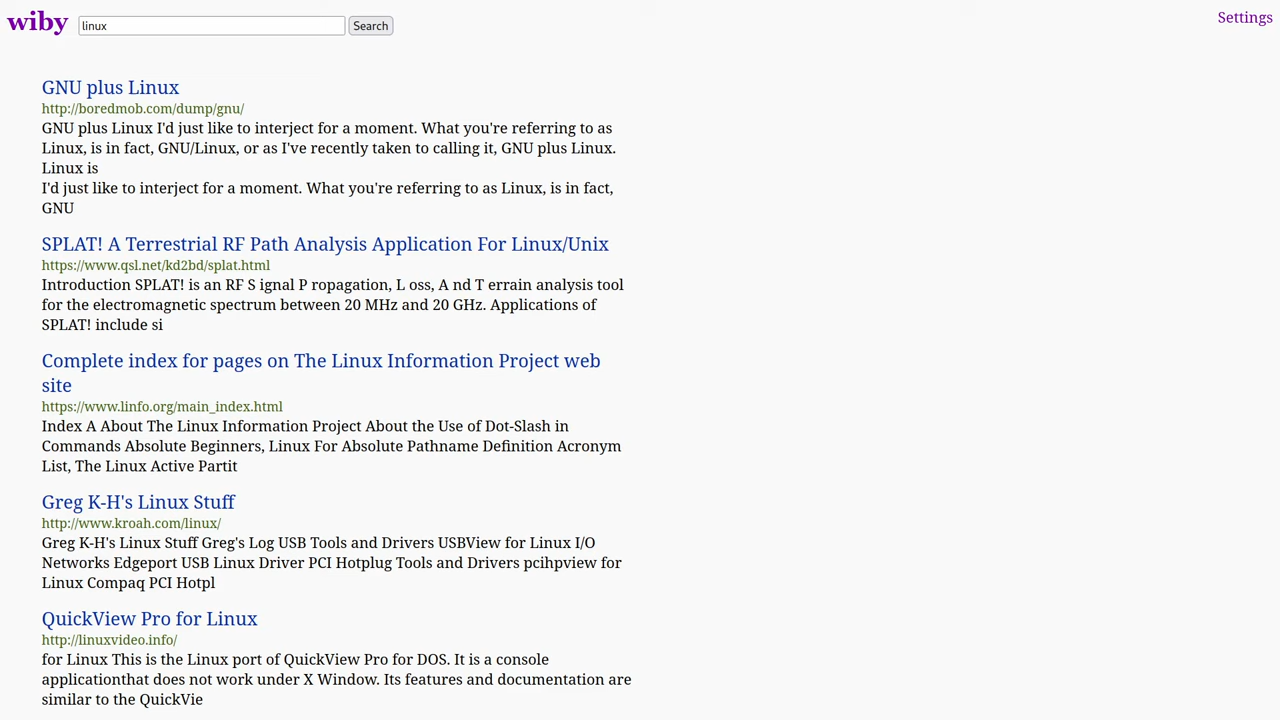 wiby
linux
Search
Settings
GNU plus Linux
http://boredmob.com/dump/gnu/
GNU plus Linux I'd just like to interject for a moment. What you're referring to as
Linux, is in fact, GNU/Linux, or as I've recently taken to calling it, GNU plus Linux.
Linux is
I'd just like to interject for a moment. What you're referring to as Linux, is in fact,
GNU
SPLAT! A Terrestrial RF Path Analysis Application For Linux/Unix
https://www.qsl.net/kd2bd/splat.html
Introduction SPLAT! is an RF S ignal P ropagation, L oss, A nd T errain analysis tool
for the electromagnetic spectrum between 20 MHz and 20 GHz. Applications of
SPLAT! include si
Complete index for pages on The Linux Information Project web
site
https://www.linfo.org/main_index.html
Index A About The Linux Information Project About the Use of Dot-Slash in
Commands Absolute Beginners, Linux For Absolute Pathname Definition Acronym
List, The Linux Active Partit
Greg K-H's Linux Stuff
http://www.kroah.com/linux/
Greg K-H's Linux Stuff Greg's Log USB Tools and Drivers USBView for Linux I/O
Networks Edgeport USB Linux Driver PCI Hotplug Tools and Drivers pcihpview for
Linux Compaq PCI Hotpl
QuickView Pro for Linux
http://linuxvideo.info/
for Linux This is the Linux port of QuickView Pro for DOS. It is a console
applicationthat does not work under X Window. Its features and documentation are
similar to the QuickVie